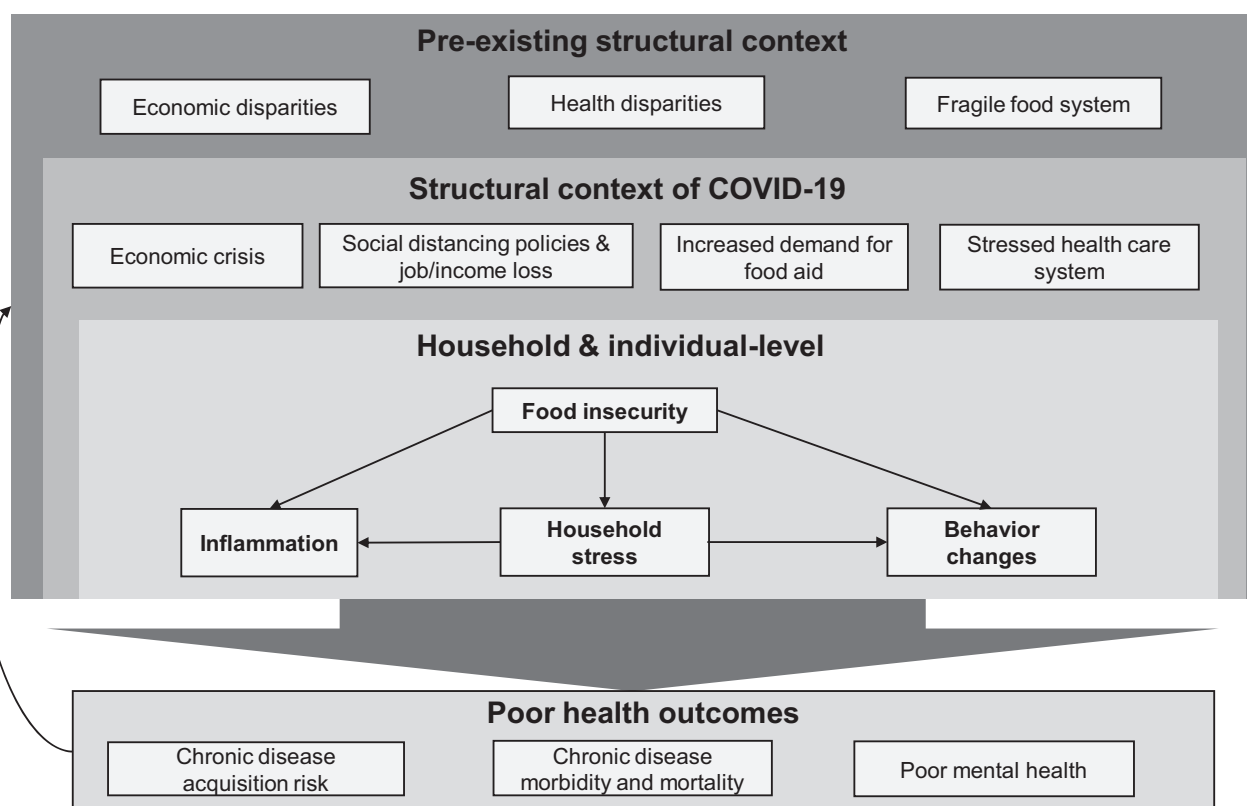 Pre-existing structural context
Economic disparities
Health disparities
Fragile food system
Structural context of COVID-19
Economic crisis
Social distancing policies &
job/income loss
Increased demand for
food aid
Stressed health care
system
Household & individual-level
Food insecurity
Inflammation
Household
stress
Behavior
changes
Poor health outcomes
Chronic disease
acquisition risk
Chronic disease
morbidity and mortality
Poor mental health